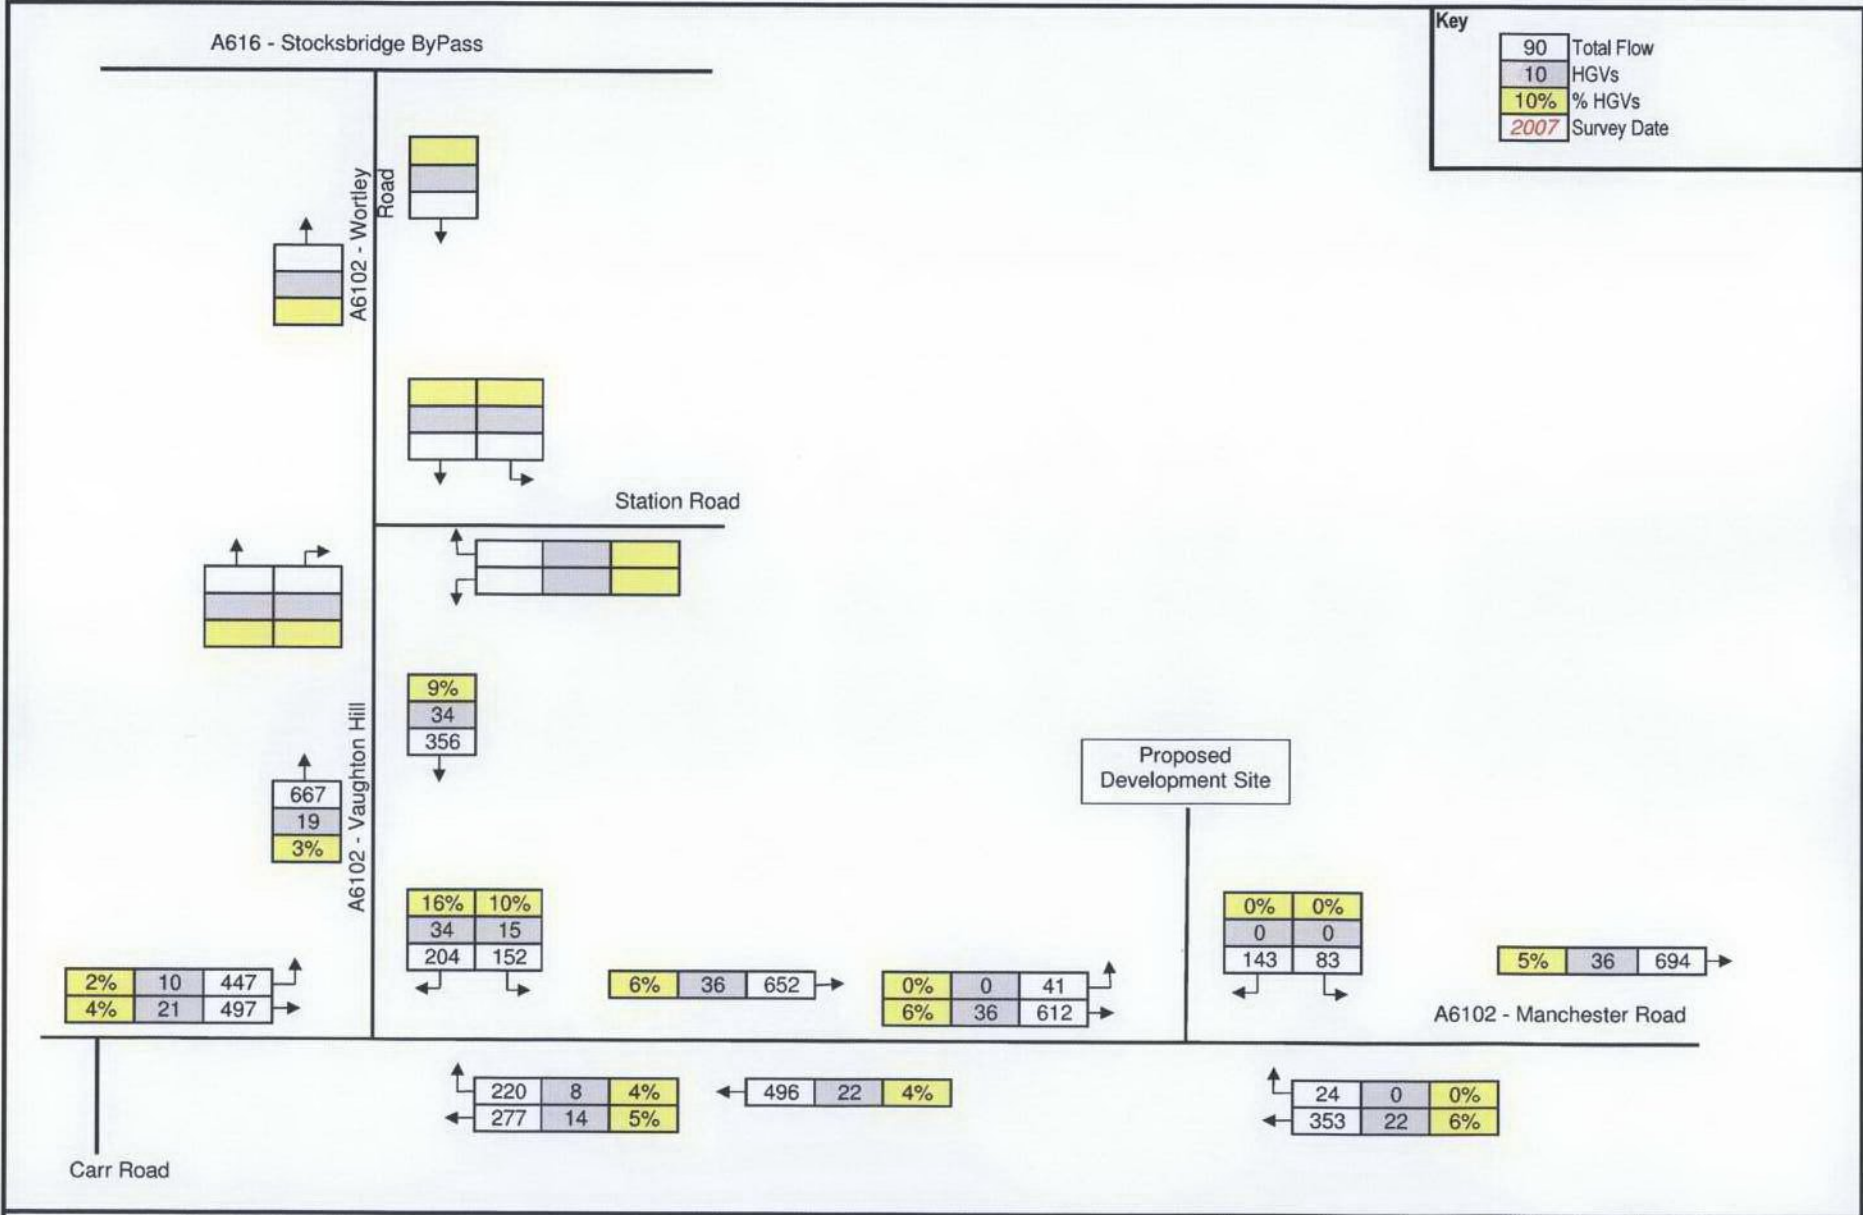 A616 - Stocksbridge ByPass
Key
90 Total Flow
10 HGVs
10% % HGVs
2007 Survey Date
A6102 - Wortley
Road
Station Road
9%
34
356
A6102 - Vaughton Hill
667
19
3%
Proposed
Development Site
16% 10%
34 15
204 152
0% 0%
0 0
143 83
2% 10 447
4% 21 497
6% 36 652
0% 0 41
6% 36 612
5% 36 694
A6102 - Manchester Road
220 8 4%
277 14 5%
496 22 4%
24 0 0%
353 22 6%
Carr Road